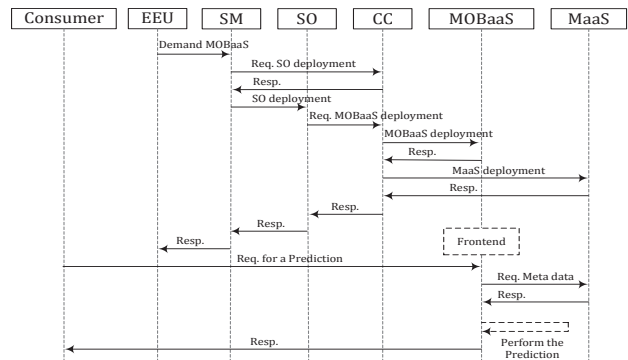 Consumer EEU SM SO CC MOBaaS MaaS
Demand MOBaaS
Req. SO deployment
Resp.
SO deployment
Req. MOBaaS deployment
MOBaaS deployment
Resp.
MaaS deployment
Resp.
Resp.
Resp.
Resp.
Frontend
Req. for a Prediction
Req. Meta data
Resp.
Perform the
Prediction
Resp.